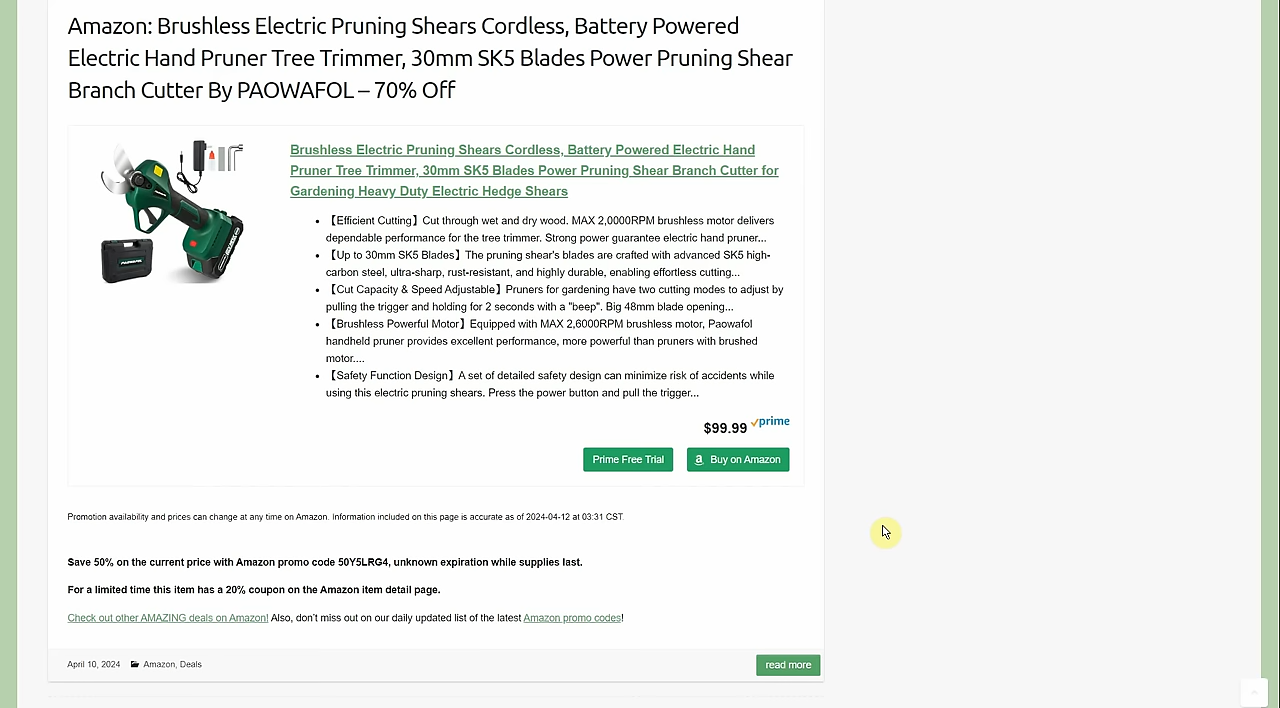 Amazon: Brushless Electric Pruning Shears Cordless, Battery Powered
Electric Hand Pruner Tree Trimmer, 30mm SK5 Blades Power Pruning Shear
Branch Cutter By PAOWAFOL – 70% Off
Brushless Electric Pruning Shears Cordless, Battery Powered Electric Hand
Pruner Tree Trimmer, 30mm SK5 Blades Power Pruning Shear Branch Cutter for
Gardening Heavy Duty Electric Hedge Shears
• 【Efficient Cutting】Cut through wet and dry wood. MAX 2,0000RPM brushless motor delivers
dependable performance for the tree trimmer. Strong power guarantee electric hand pruner...
• 【Up to 30mm SK5 Blades】The pruning shear's blades are crafted with advanced SK5 high-
carbon steel, ultra-sharp, rust-resistant, and highly durable, enabling effortless cutting...
• 【Cut Capacity & Speed Adjustable】Pruners for gardening have two cutting modes to adjust by
pulling the trigger and holding for 2 seconds with a "beep". Big 48mm blade opening...
• 【Brushless Powerful Motor】Equipped with MAX 2,6000RPM brushless motor, Paowafol
handheld pruner provides excellent performance, more powerful than pruners with brushed
motor....
• 【Safety Function Design】A set of detailed safety design can minimize risk of accidents while
using this electric pruning shears. Press the power button and pull the trigger...
$99.99 prime
Prime Free Trial
Buy on Amazon
Promotion availability and prices can change at any time on Amazon. Information included on this page is accurate as of 2024-04-12 at 03:31 CST.
Save 50% on the current price with Amazon promo code 50Y5LRG4, unknown expiration while supplies last.
For a limited time this item has a 20% coupon on the Amazon item detail page.
Check out other AMAZING deals on Amazon! Also, don't miss out on our daily updated list of the latest Amazon promo codes!
April 10, 2024 Amazon, Deals
read more